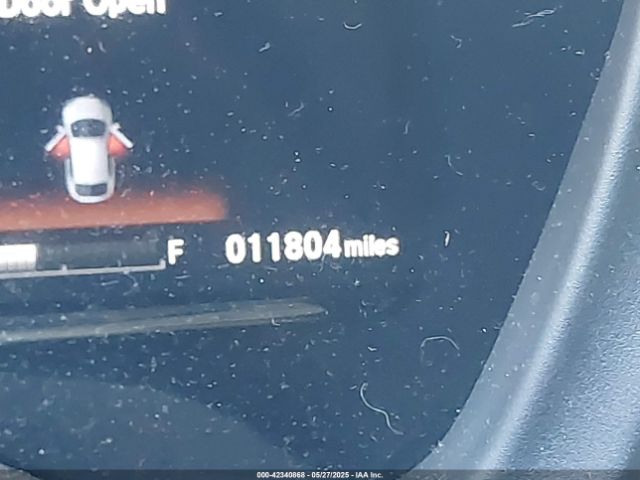 Door Open
F 011804 miles
000-42340868 - 05/27/2025 - IAA Inc.